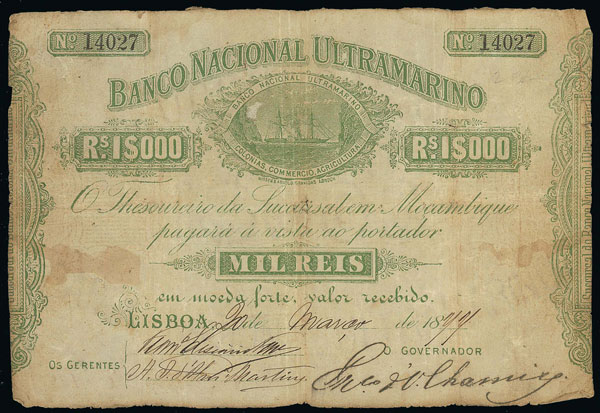 Nº 14027 Nº 14027
BANCO NACIONAL ULTRAMARINO
BANCO NACIONAL ULTRAMARINO
COLONIAS, COMMERCIO, AGRICULTURA
Rs. 1$000 Rs. 1$000
O Thesoureiro da Succursal em Moçambique
pagará á vista ao portador
MIL REIS
em moeda forte, valor recebido.
LISBOA, de Março de 18
OS GERENTES O GOVERNADOR